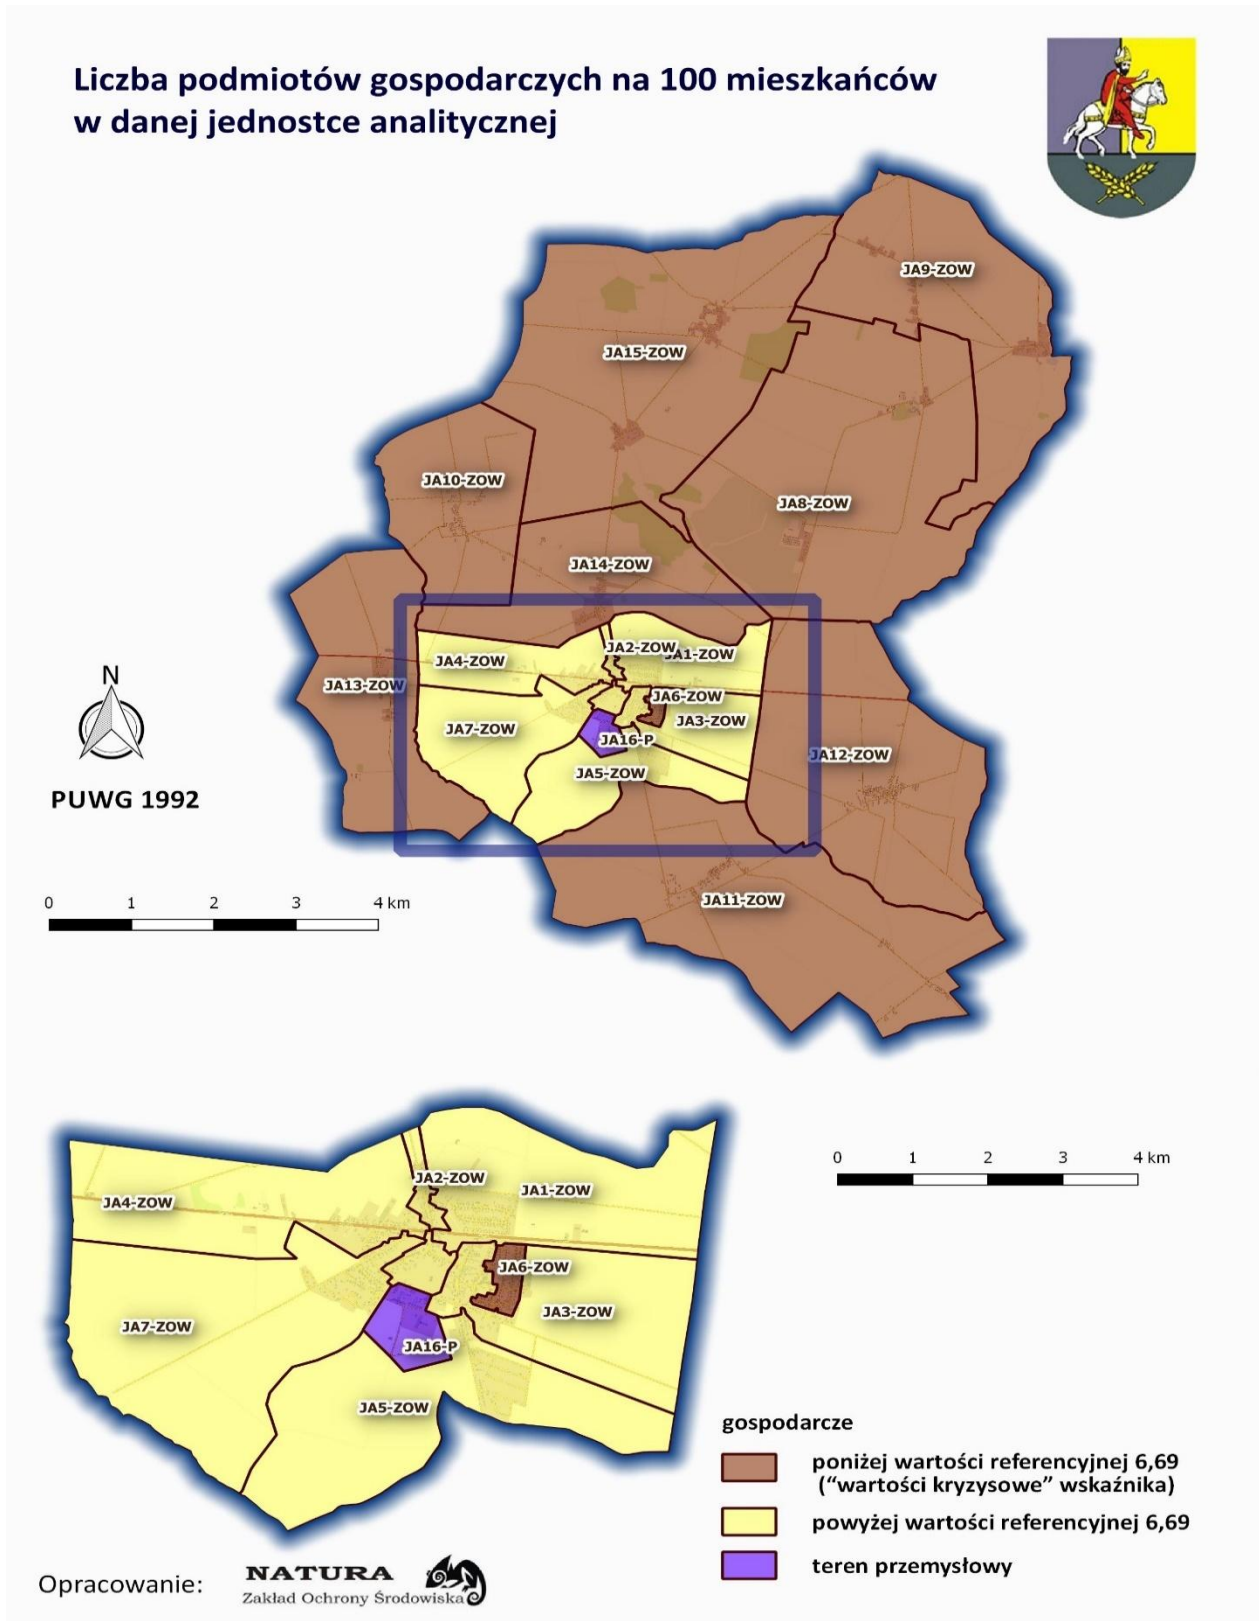 Liczba podmiotów gospodarczych na 100 mieszkańców
w danej jednostce analitycznej
JA9-ZOW
JA15-ZOW
JA10-ZOW
JA8-ZOW
JA14-ZOW
JA2-ZOW
JA1-ZOW
JA4-ZOW
JA13-ZOW
JA6-ZOW
JA3-ZOW
JA7-ZOW
JA16-P
JA12-ZOW
JA5-ZOW
JA11-ZOW
N
PUWG 1992
0 1 2 3 4 km
0 1 2 3 4 km
JA2-ZOW
JA1-ZOW
JA4-ZOW
JA6-ZOW
JA3-ZOW
JA7-ZOW
JA16-P
JA5-ZOW
gospodarcze
poniżej wartości referencyjnej 6,69
(“wartości kryzysowe” wskaźnika)
powyżej wartości referencyjnej 6,69
teren przemysłowy
Opracowanie:
NATURA
Zakład Ochrony Środowiska